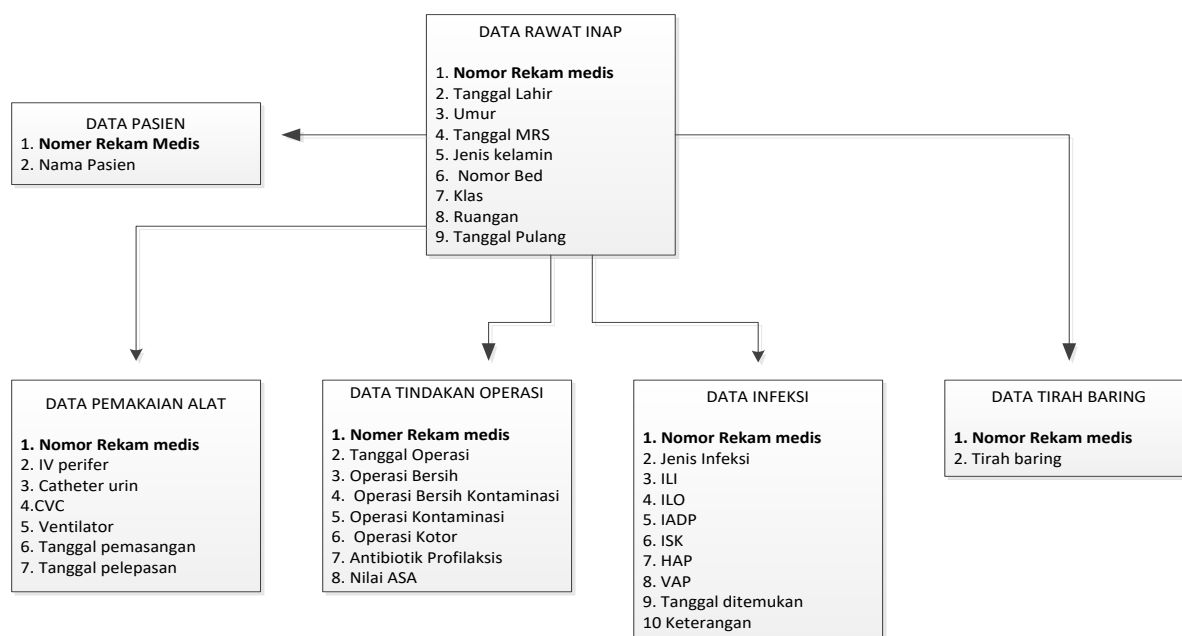 DATA RAWAT INAP
1. Nomor Rekam medis
2. Tanggal Lahir
3. Umur
4. Tanggal MRS
5. Jenis kelamin
6. Nomor Bed
7. Klas
8. Ruangan
9. Tanggal Pulang
DATA PASIEN
1. Nomer Rekam Medis
2. Nama Pasien
DATA PEMAKAIAN ALAT
1. Nomor Rekam medis
2. IV perifer
3. Catheter urin
4.CVC
5. Ventilator
6. Tanggal pemasangan
7. Tanggal pelepasan
DATA TINDAKAN OPERASI
1. Nomer Rekam medis
2. Tanggal Operasi
3. Operasi Bersih
4. Operasi Bersih Kontaminasi
5. Operasi Kontaminasi
6. Operasi Kotor
7. Antibiotik Profilaksis
8. Nilai ASA
DATA INFEKSI
1. Nomor Rekam medis
2. Jenis Infeksi
3. ILI
4. ILO
5. IADP
6. ISK
7. HAP
8. VAP
9. Tanggal ditemukan
10 Keterangan
DATA TIRAH BARING
1. Nomor Rekam medis
2. Tirah baring